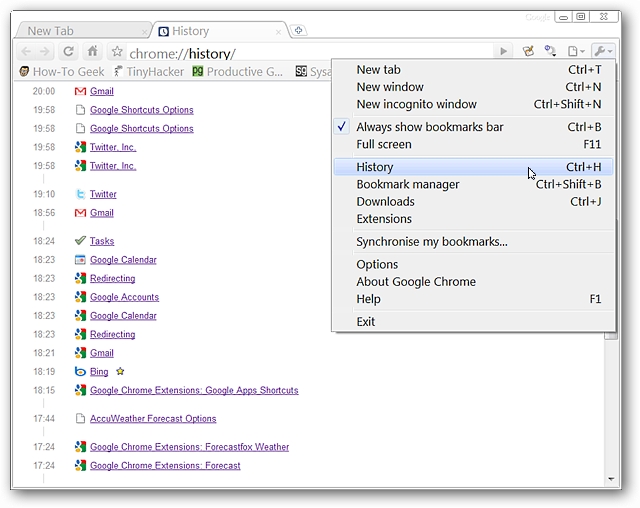 Google
New Tab
History
chrome://history/
How-To Geek
TinyHacker
Productive G...
Sysa
New tab Ctrl+T
New window Ctrl+N
New incognito window Ctrl+Shift+N
Always show bookmarks bar Ctrl+B
Full screen F11
History Ctrl+H
Bookmark manager Ctrl+Shift+B
Downloads Ctrl+J
Extensions
Synchronise my bookmarks...
Options
About Google Chrome
Help F1
Exit
20:00 Gmail
19:58 Google Shortcuts Options
19:58 Google Shortcuts Options
19:58 Twitter, Inc.
19:58 Twitter, Inc.
19:10 Twitter
18:56 Gmail
18:24 Tasks
18:23 Google Calendar
18:23 Redirecting
18:23 Google Accounts
18:23 Google Calendar
18:23 Redirecting
18:21 Gmail
18:19 Bing
18:15 Google Chrome Extensions: Google Apps Shortcuts
17:44 AccuWeather Forecast Options
17:24 Google Chrome Extensions: Forecastfox Weather
17:24 Google Chrome Extensions: Forecast